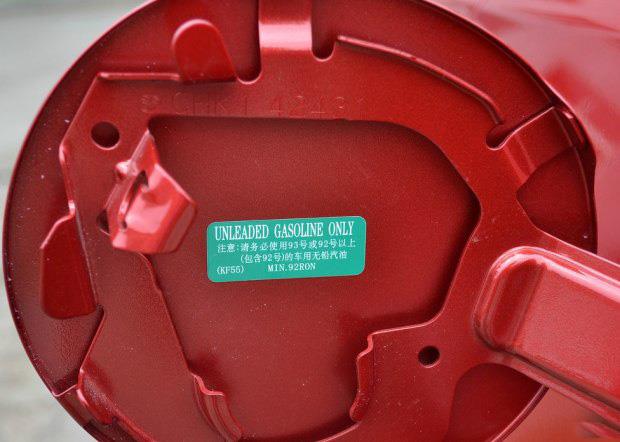 UNLEADED GASOLINE ONLY
注意:请务必使用93号或92号以上
(包含92号)的车用无铅汽油
(KF55) MIN.92RON